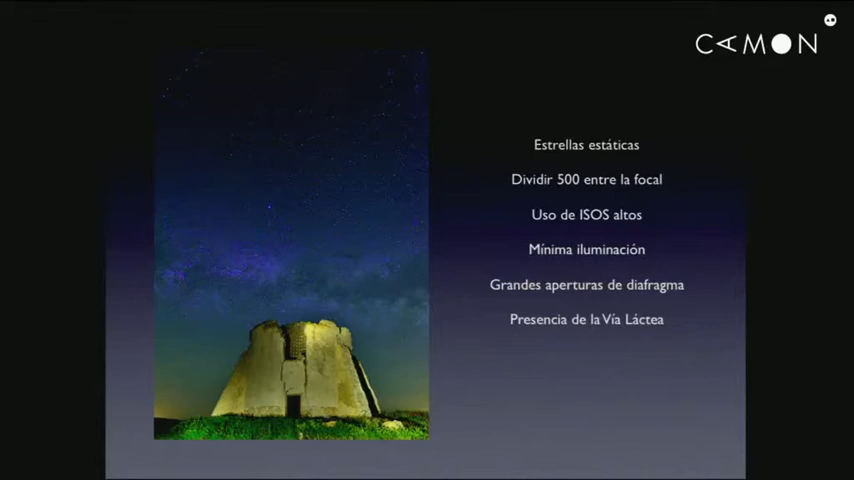 CAMON
Estrellas estáticas
Dividir 500 entre la focal
Uso de ISOS altos
Mínima iluminación
Grandes aperturas de diafragma
Presencia de la Vía Láctea